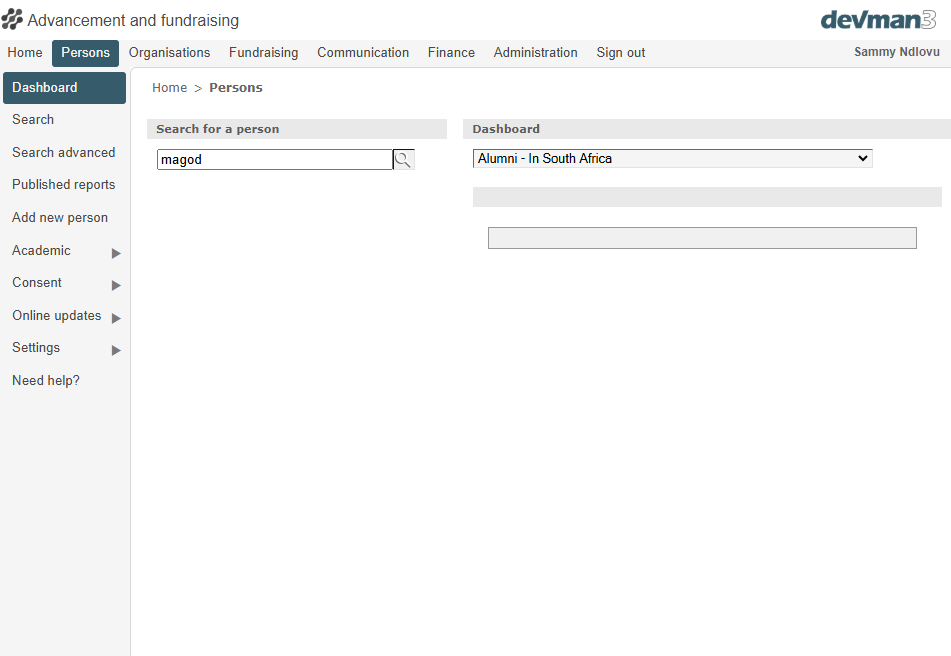 Advancement and fundraising
devman3
Home Persons Organisations Fundraising Communication Finance Administration Sign out Sammy Ndlovu
Dashboard
Search
Search advanced
Published reports
Add new person
Academic
Consent
Online updates
Settings
Need help?
Home > Persons
Search for a person
magod
Dashboard
Alumni - In South Africa